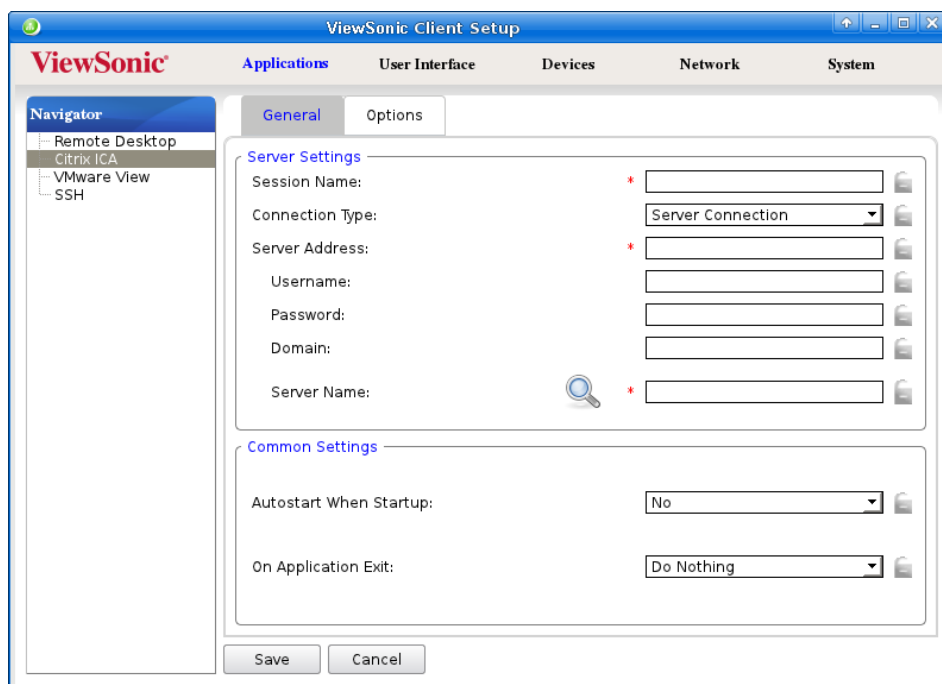 ViewSonic Client Setup
ViewSonic®
Applications User Interface Devices Network System
Navigator
Remote Desktop
Citrix ICA
VMware View
SSH
General Options
Server Settings
Session Name: *
Connection Type: Server Connection
Server Address: *
Username:
Password:
Domain:
Server Name: *
Common Settings
Autostart When Startup: No
On Application Exit: Do Nothing
Save Cancel